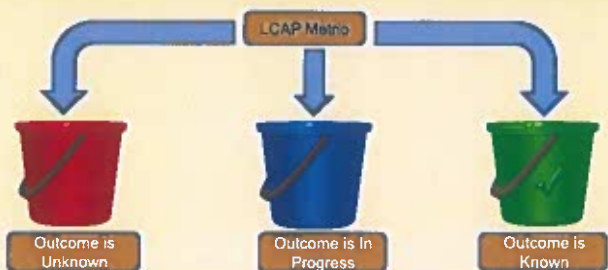 LCAP Metric
Outcome is
Unknown
Outcome is In
Progress
Outcome is
Known